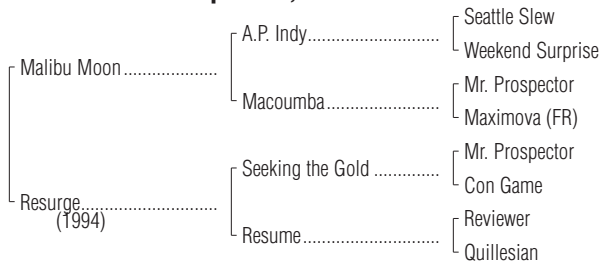 Seattle Slew
A.P. Indy
Weekend Surprise
Malibu Moon
Mr. Prospector
Macoumba
Maximova (FR)
Mr. Prospector
Seeking the Gold
Con Game
Resurge
(1994)
Reviewer
Resume
Quillesian